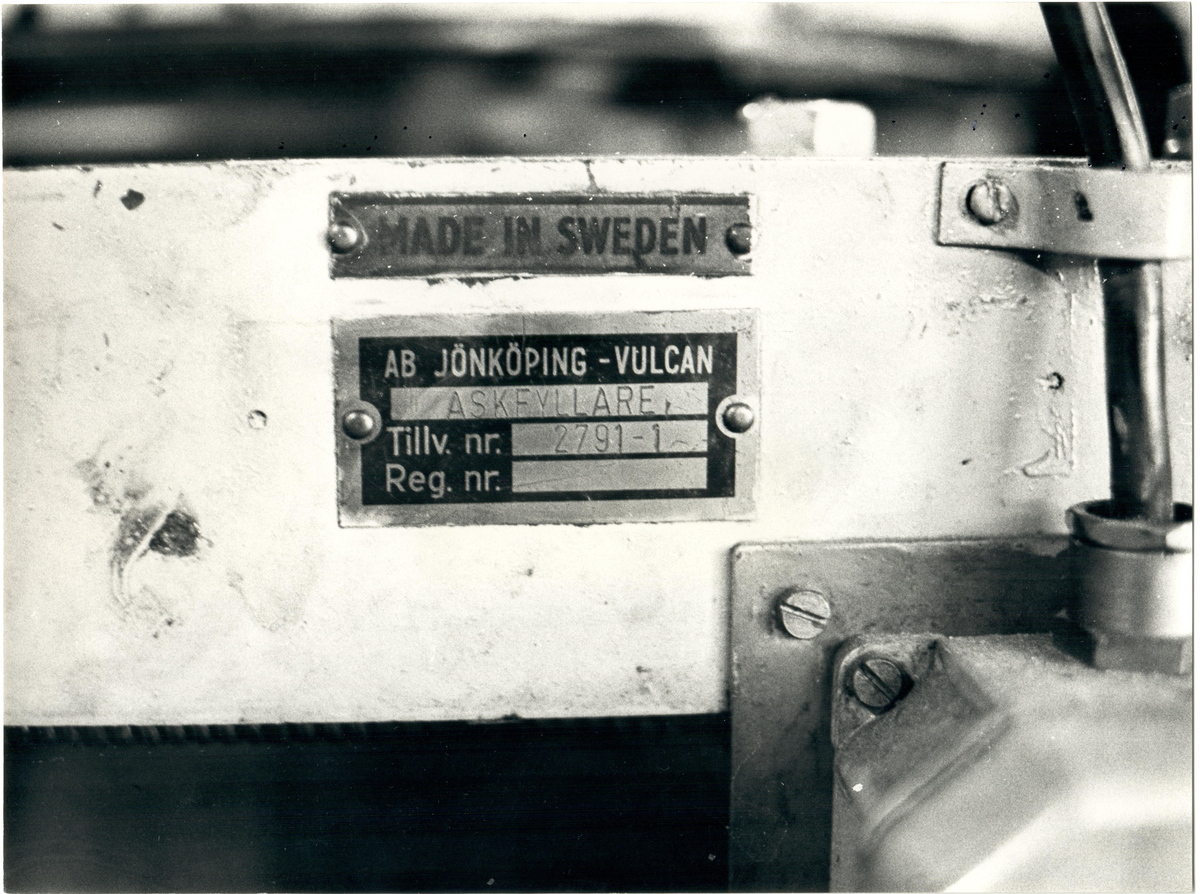 MADE IN SWEDEN
AB JÖNKÖPING - VULCAN
ASKFYLLARE
Tillv. nr. 2791-1
Reg. nr.